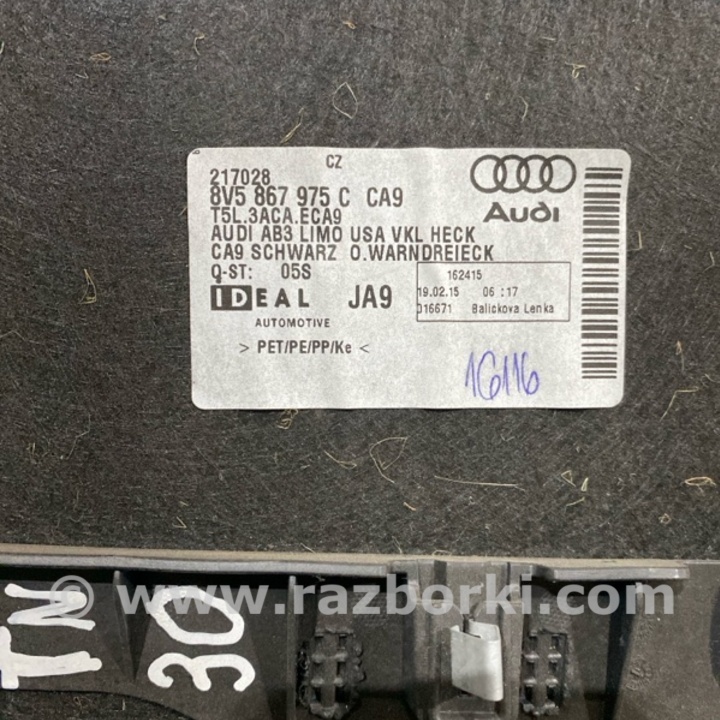 CZ
217028
8V5 867 975 C CA9
T5L.3ACA.ECA9
AUDI AB3 LIMO USA VKL HECK
CA9 SCHWARZ O.WARNDREIECK
Q-ST: 05S
IDEAL JA9
AUTOMOTIVE
> PET/PE/PP/Ke <
Audi
162415
19.02.15 06:17
016671 Balickova Lenka
16116
© www.razborki.com
TN
30